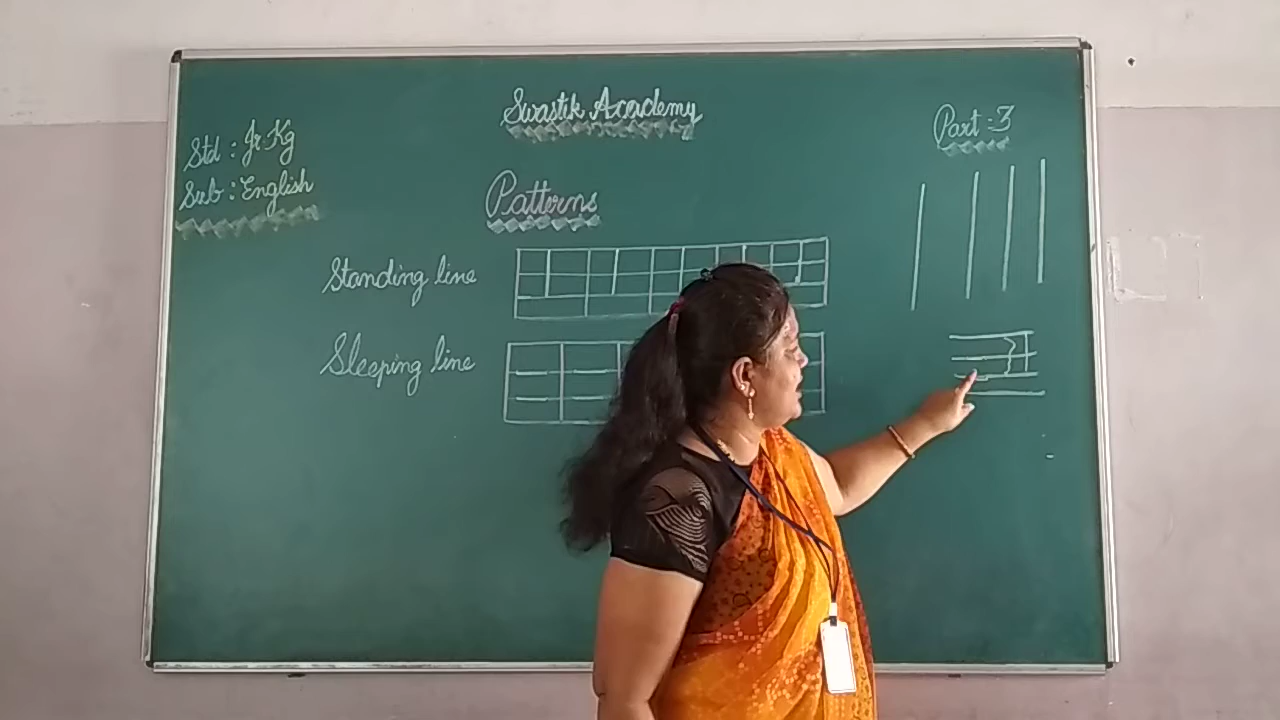 Swastik Academy
Std : Jr.Kg
Sub : English
Part : 3
Patterns
Standing line
Sleeping line